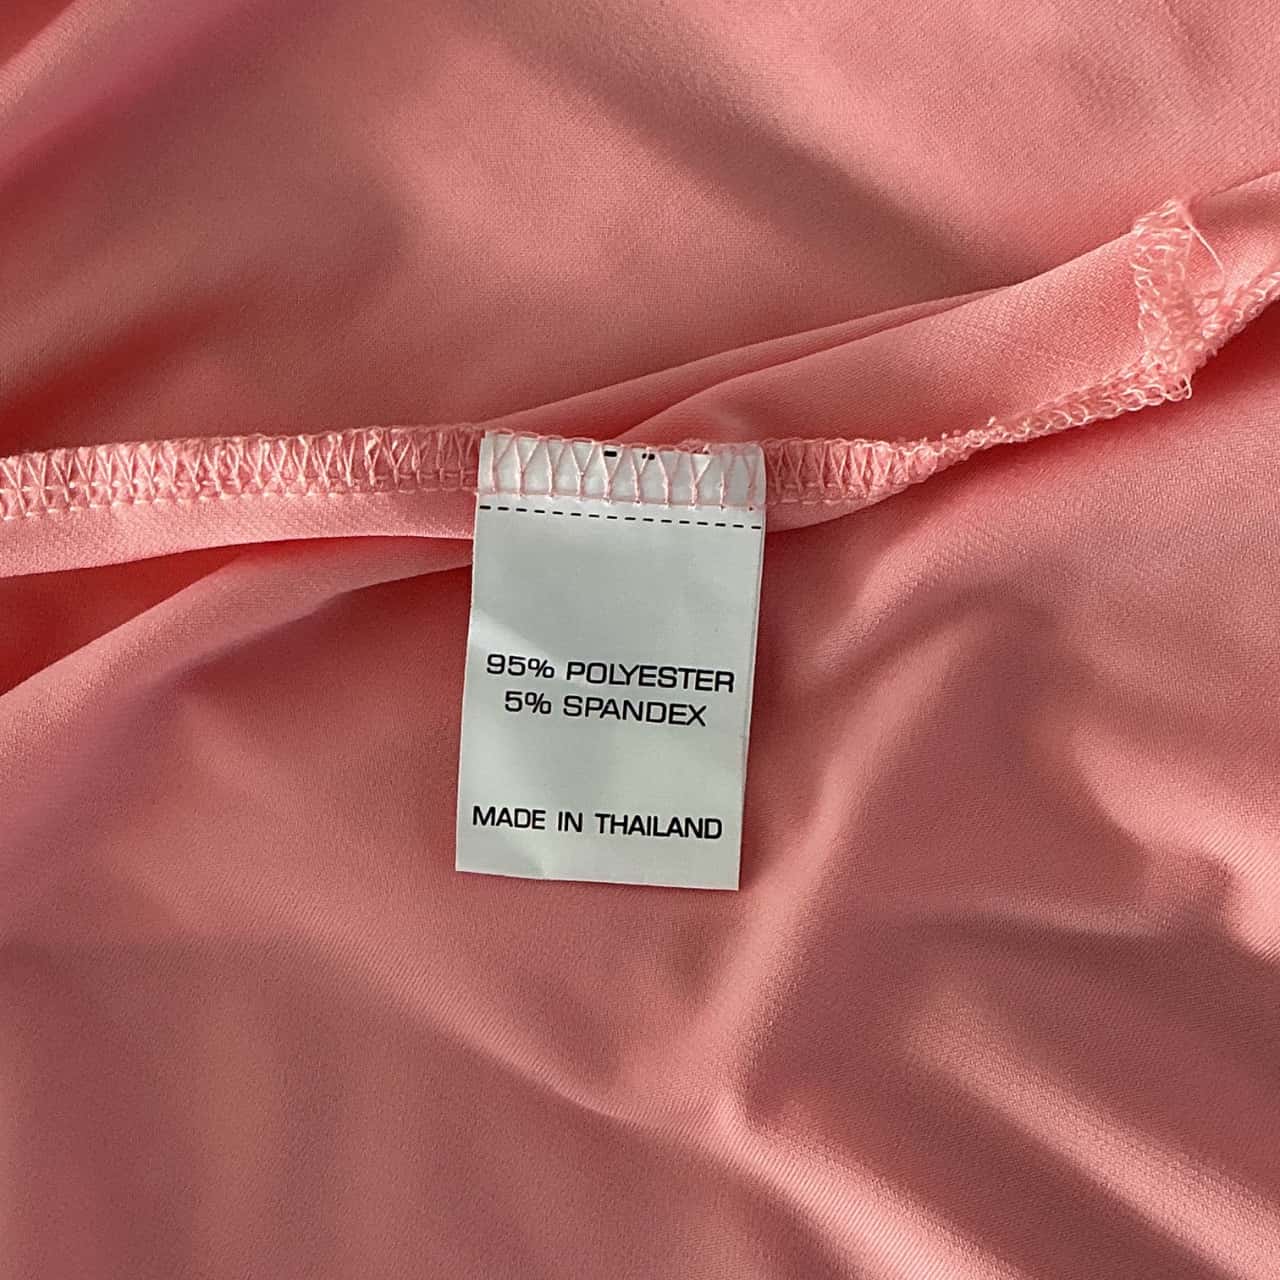 95% POLYESTER
5% SPANDEX
MADE IN THAILAND